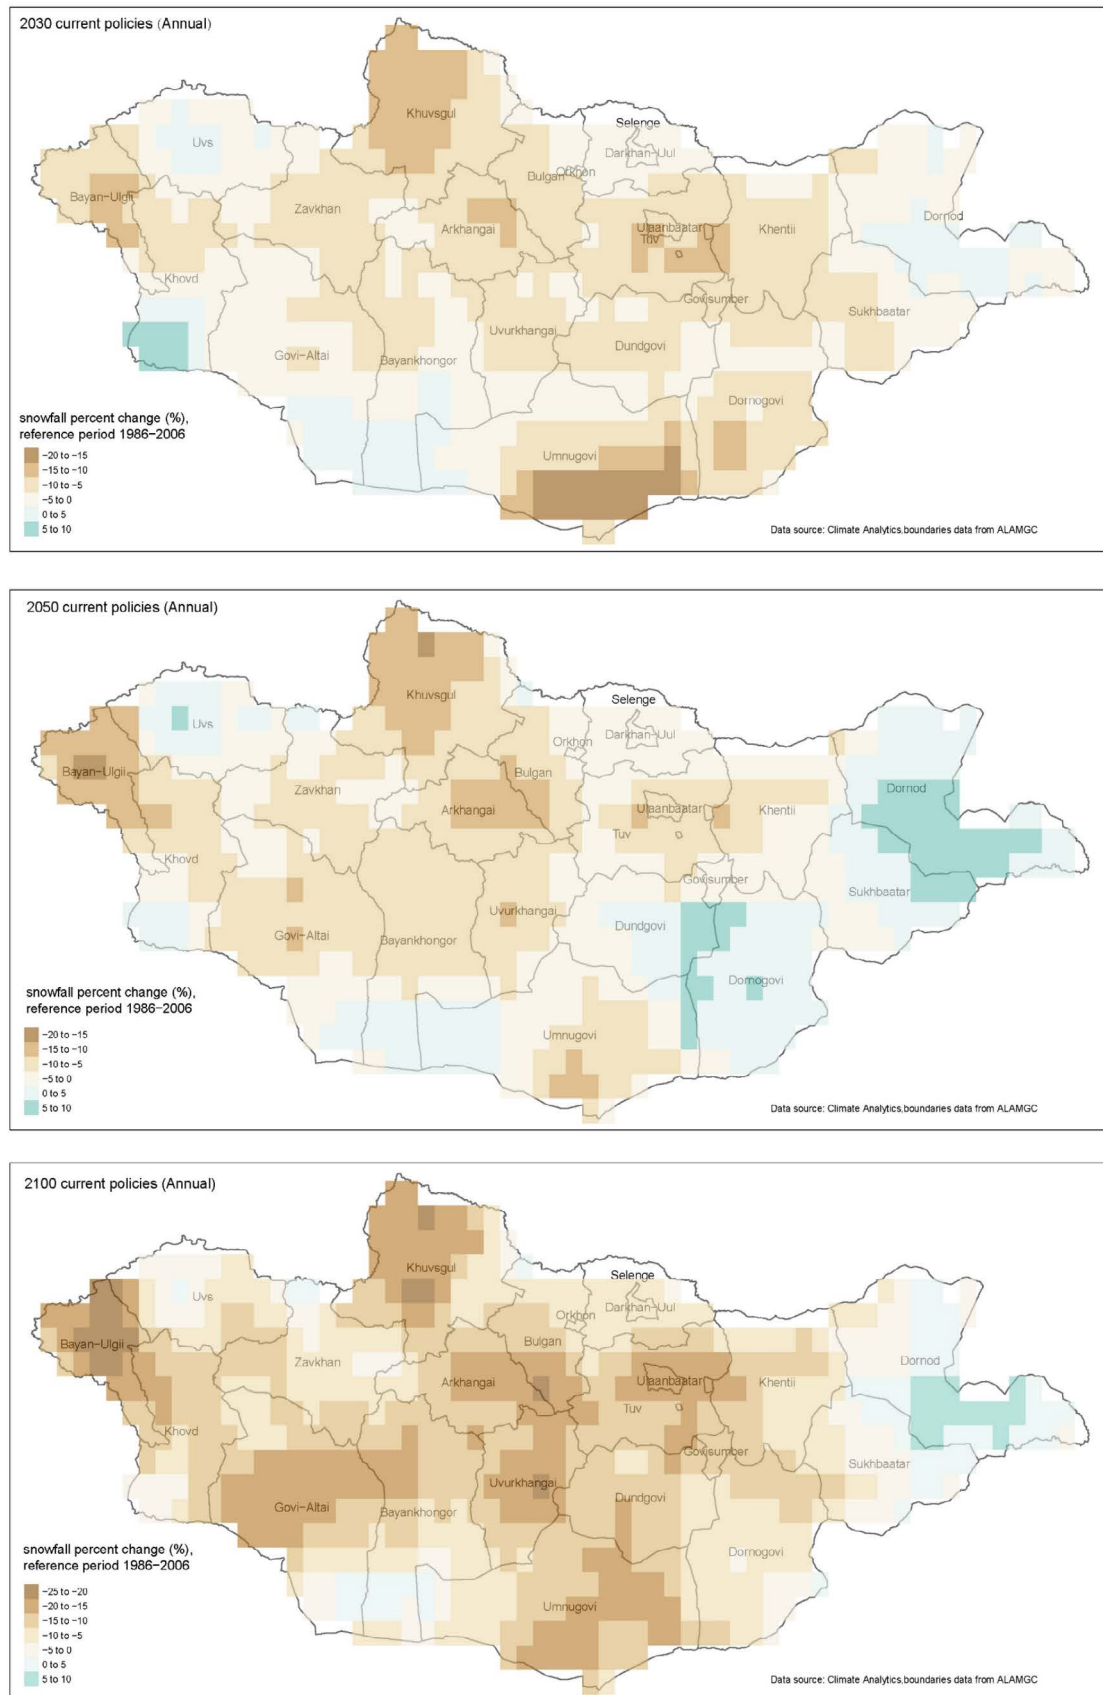 2030 current policies (Annual)
Khuvsgul
Selenge
Uvs
Darkhan-Uul
Orkhon
Bulgan
Bayan-Ulgii
Zavkhan
Dornod
Arkhangai
Ulaanbaatar
Tuv
Khentii
Khovd
Govisumber
Sukhbaatar
Uvurkhangai
Dundgovi
Govi-Altai
Bayankhongor
Dornogovi
Umnugovi
snowfall percent change (%),
reference period 1986-2006
-20 to -15
-15 to -10
-10 to -5
-5 to 0
0 to 5
5 to 10
Data source: Climate Analytics,boundaries data from ALAMGC
2050 current policies (Annual)
Khuvsgul
Selenge
Uvs
Darkhan-Uul
Orkhon
Bayan-Ulgii
Bulgan
Zavkhan
Dornod
Arkhangai
Ulaanbaatar
Khentii
Tuv
Khovd
Govisumber
Sukhbaatar
Uvurkhangai
Dundgovi
Govi-Altai
Bayankhongor
Dornogovi
Umnugovi
snowfall percent change (%),
reference period 1986-2006
-20 to -15
-15 to -10
-10 to -5
-5 to 0
0 to 5
5 to 10
Data source: Climate Analytics,boundaries data from ALAMGC
2100 current policies (Annual)
Khuvsgul
Selenge
Uvs
Darkhan-Uul
Orkhon
Bulgan
Bayan-Ulgii
Zavkhan
Dornod
Arkhangai
Ulaanbaatar
Khentii
Tuv
Khovd
Govisumber
Sukhbaatar
Uvurkhangai
Dundgovi
Govi-Altai
Bayankhongor
Dornogovi
Umnugovi
snowfall percent change (%),
reference period 1986-2006
-25 to -20
-20 to -15
-15 to -10
-10 to -5
-5 to 0
0 to 5
5 to 10
Data source: Climate Analytics,boundaries data from ALAMGC